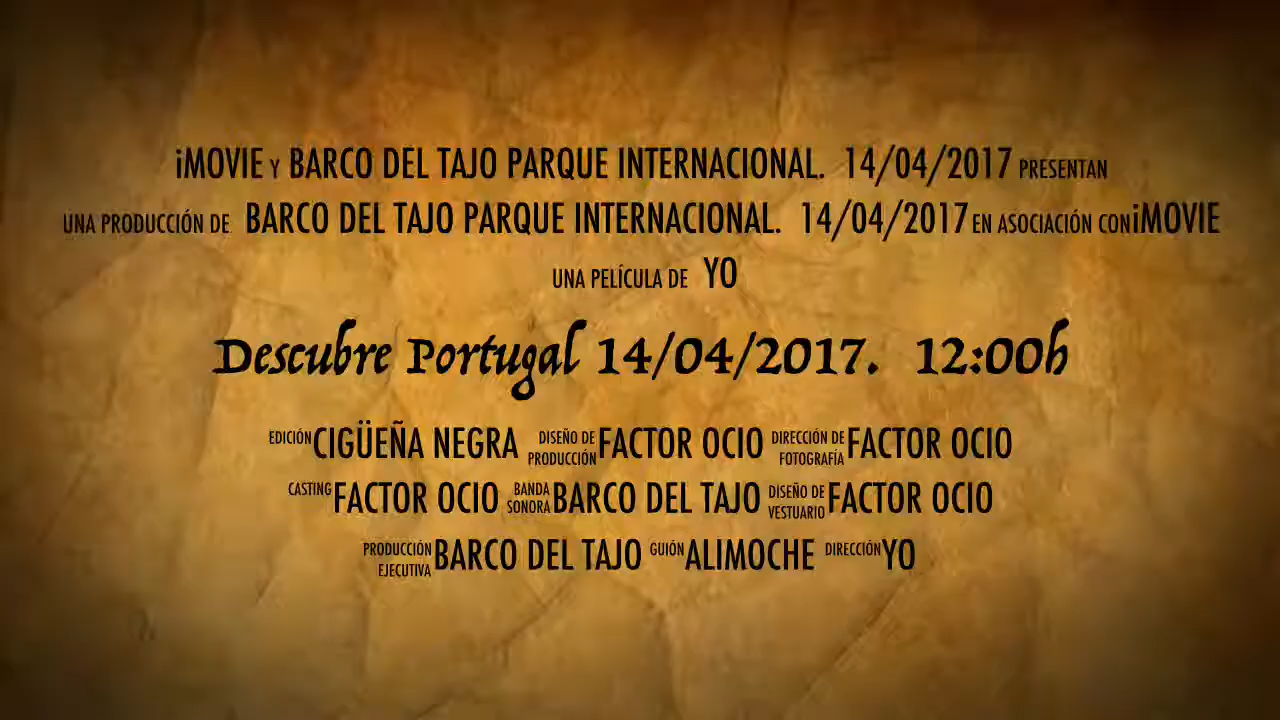 iMOVIE Y BARCO DEL TAJO PARQUE INTERNACIONAL. 14/04/2017 PRESENTAN
UNA PRODUCCIÓN DE BARCO DEL TAJO PARQUE INTERNACIONAL. 14/04/2017 EN ASOCIACIÓN CON iMOVIE
UNA PELÍCULA DE YO
Descubre Portugal 14/04/2017. 12:00h
EDICIÓN CIGÜEÑA NEGRA DISEÑO DE PRODUCCIÓN FACTOR OCIO DIRECCIÓN DE FOTOGRAFÍA FACTOR OCIO
CASTING FACTOR OCIO BANDA SONORA BARCO DEL TAJO DISEÑO DE VESTUARIO FACTOR OCIO
PRODUCCIÓN EJECUTIVA BARCO DEL TAJO GUIÓN ALIMOCHE DIRECCIÓN YO